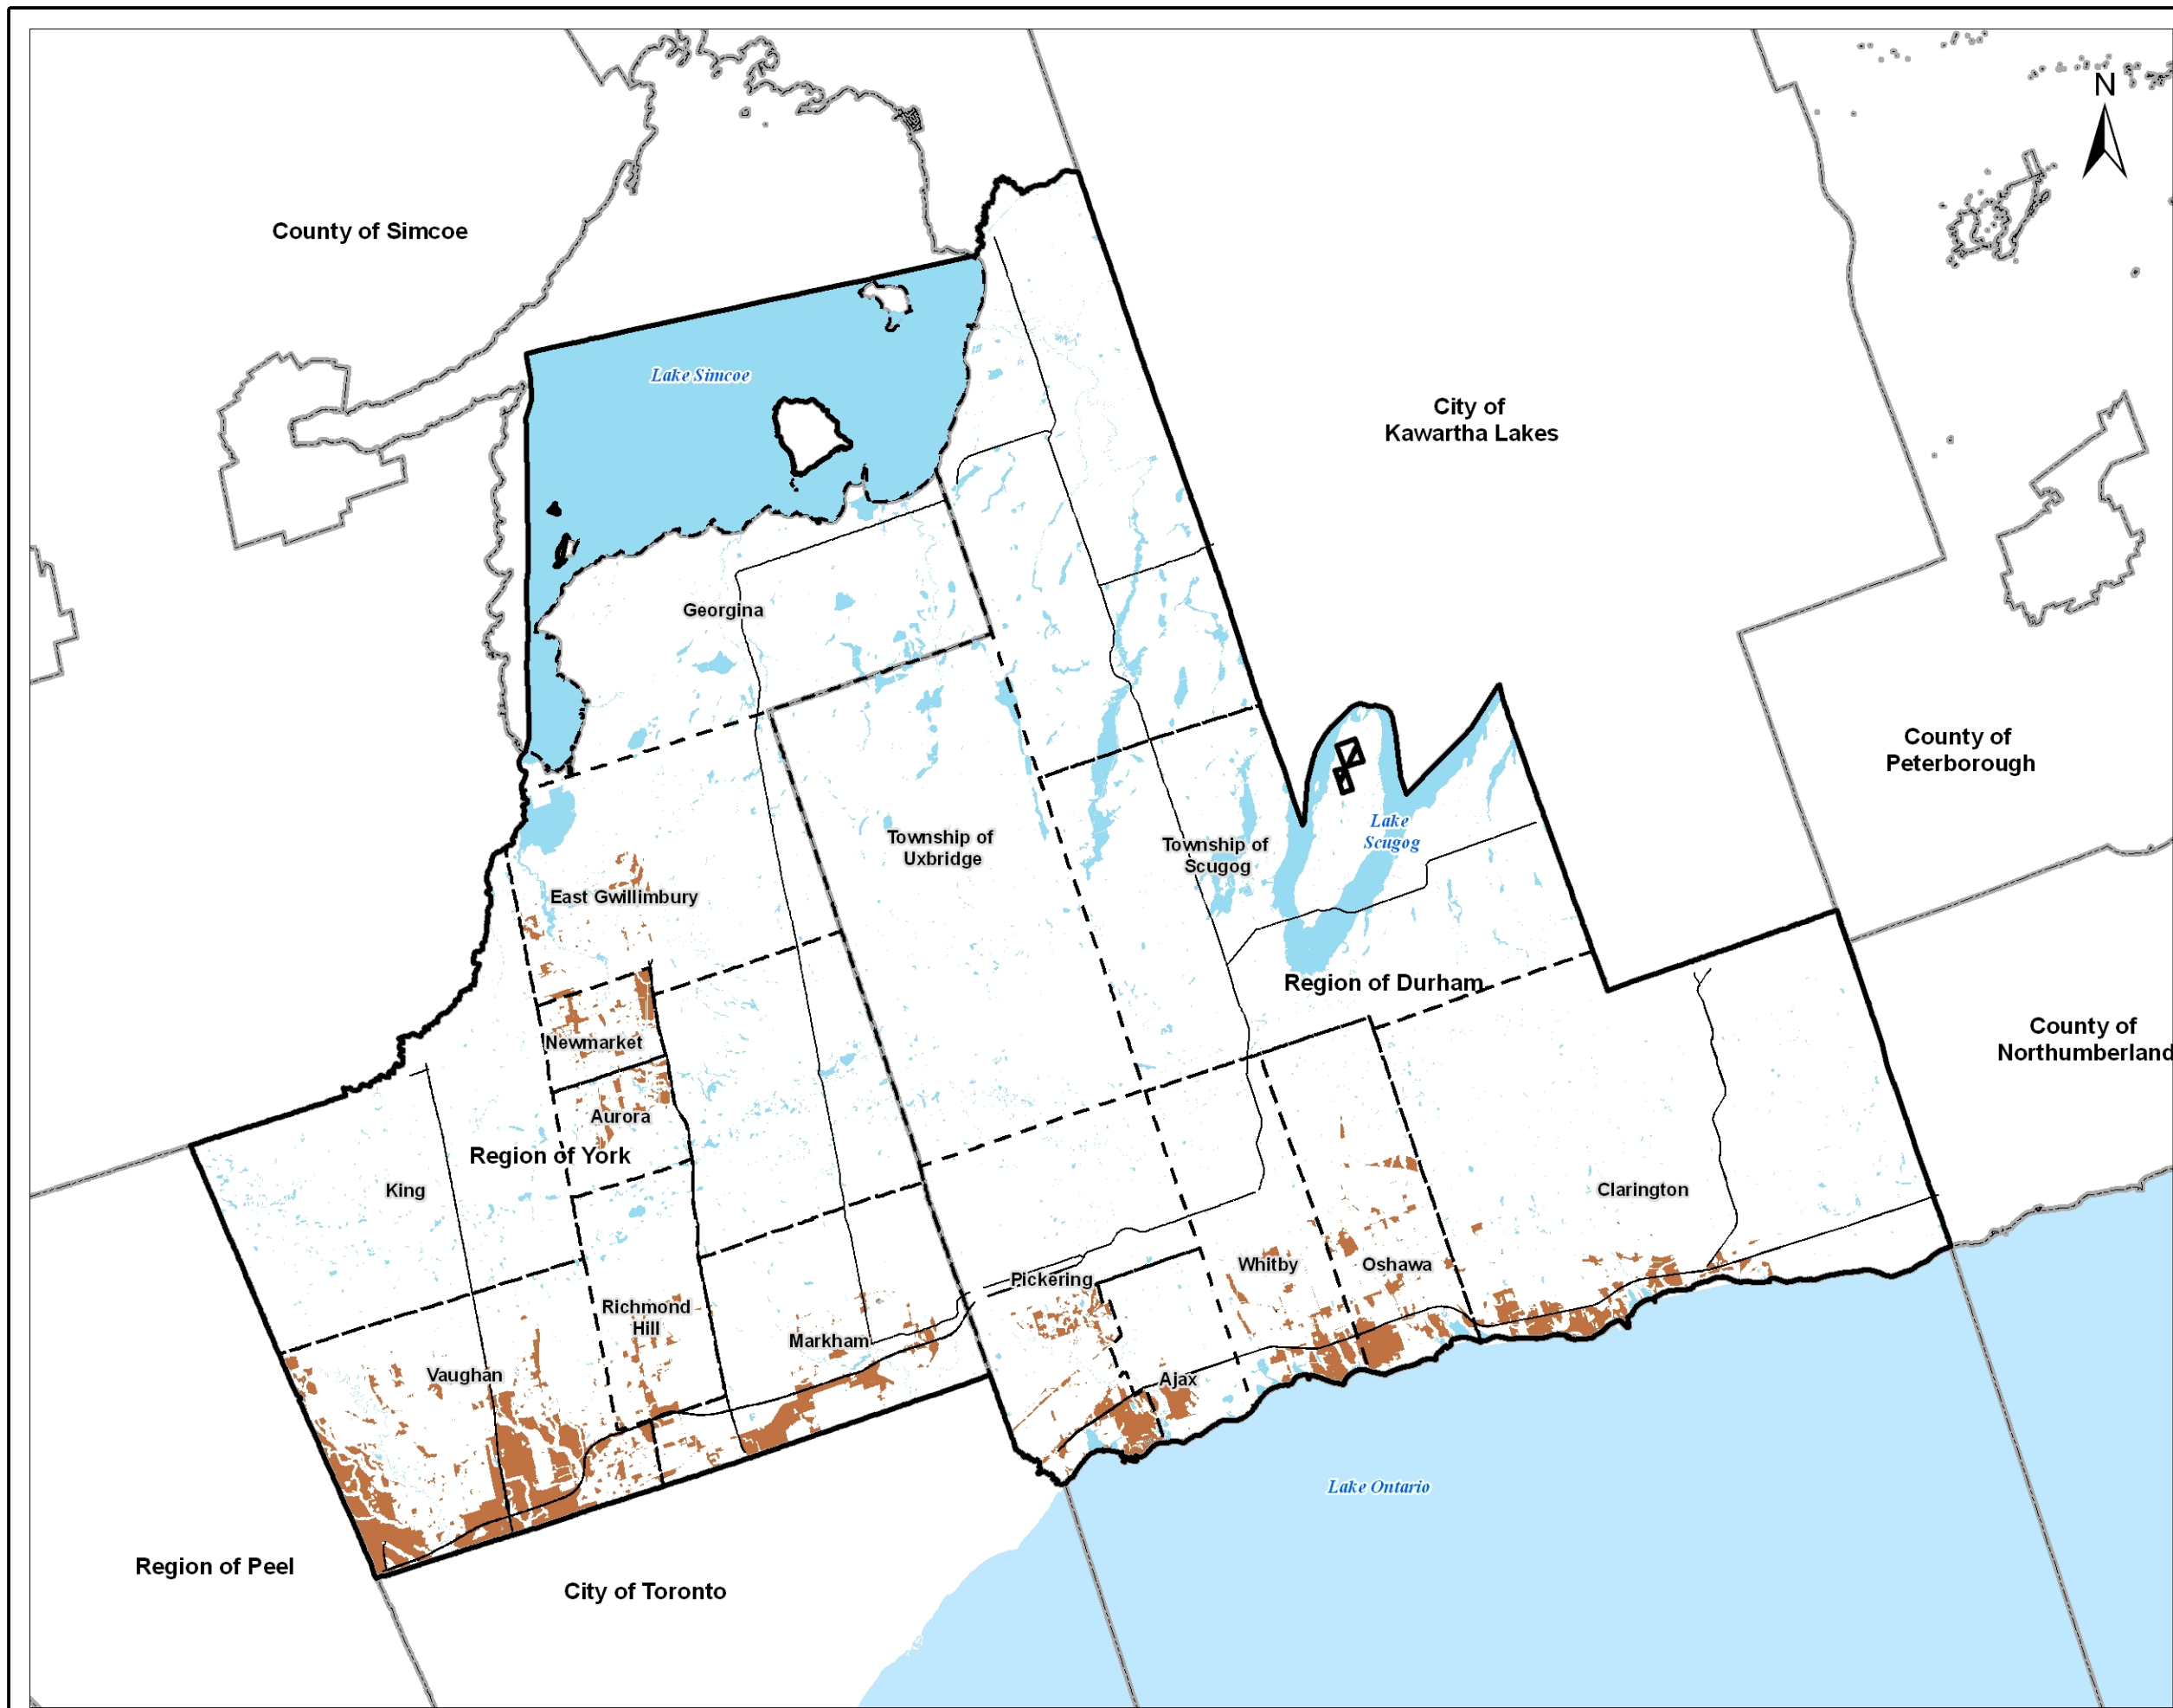 N
County of Simcoe
Lake Simcoe
City of
Kawartha Lakes
Georgina
County of
Peterborough
Lake
Scugog
Township of
Uxbridge
Township of
Scugog
East Gwillimbury
Region of Durham
County of
Northumberland
Newmarket
Aurora
Region of York
King
Clarington
Whitby
Oshawa
Pickering
Richmond
Hill
Markham
Vaughan
Ajax
Lake Ontario
Region of Peel
City of Toronto